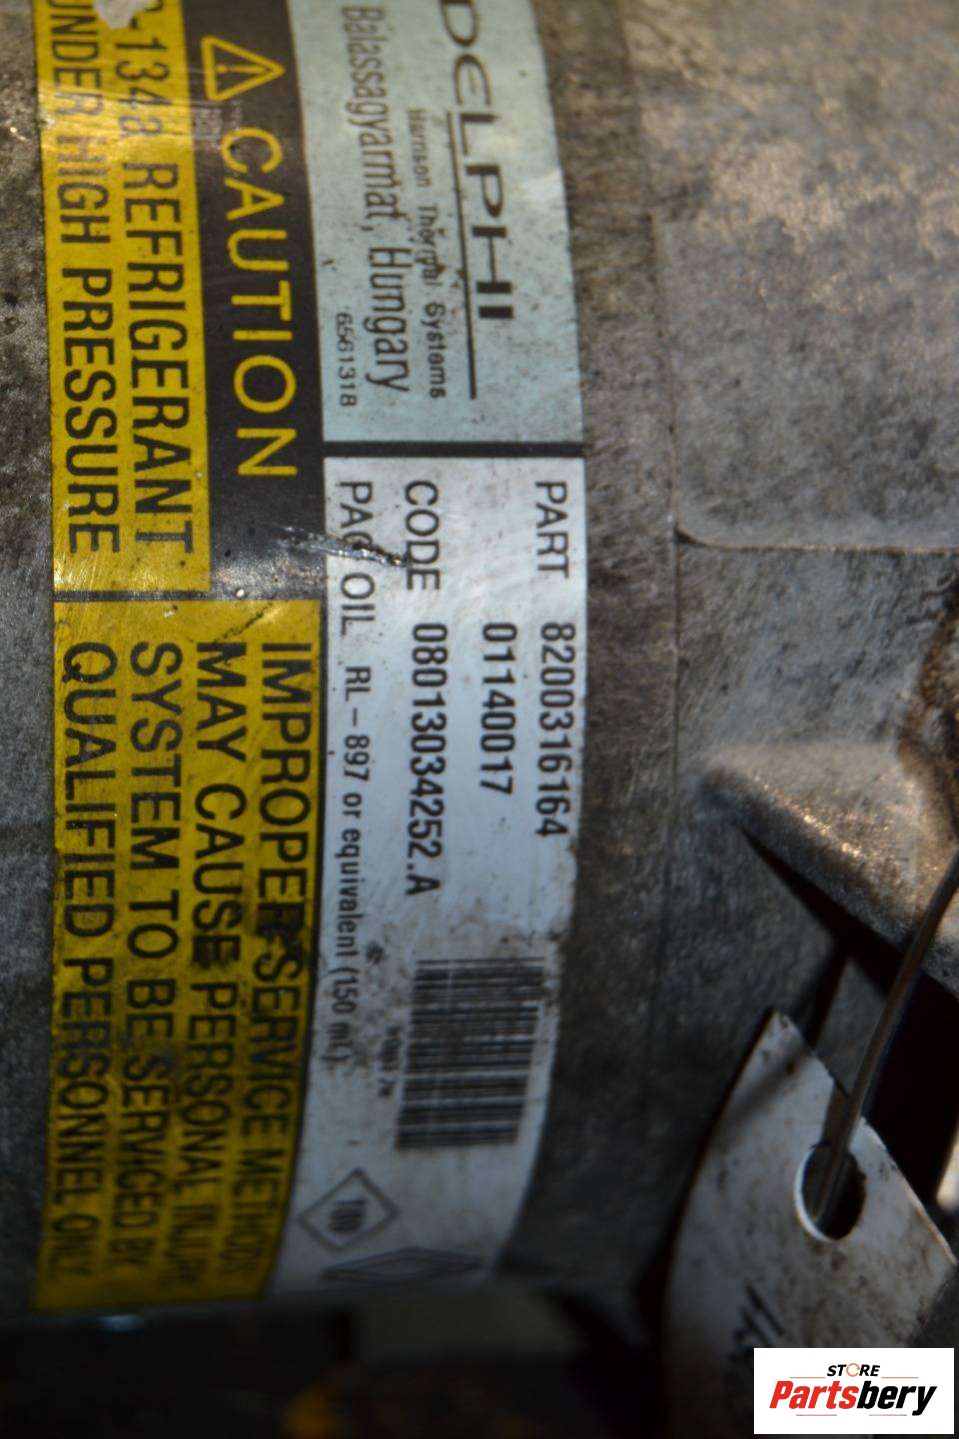 DELPHI
Harrison Thermal Systems
Balassagyarmat, Hungary
6561318
CAUTION
R-134a REFRIGERANT
UNDER HIGH PRESSURE
PART 8200316164
01140017
CODE 08013034252.A
PAG OIL RL-897 or equivalent (150 mL)
IMPROPER SERVICE METHODS
MAY CAUSE PERSONAL INJURY
SYSTEM TO BE SERVICED BY
QUALIFIED PERSONNEL ONLY
STORE
Partsbery